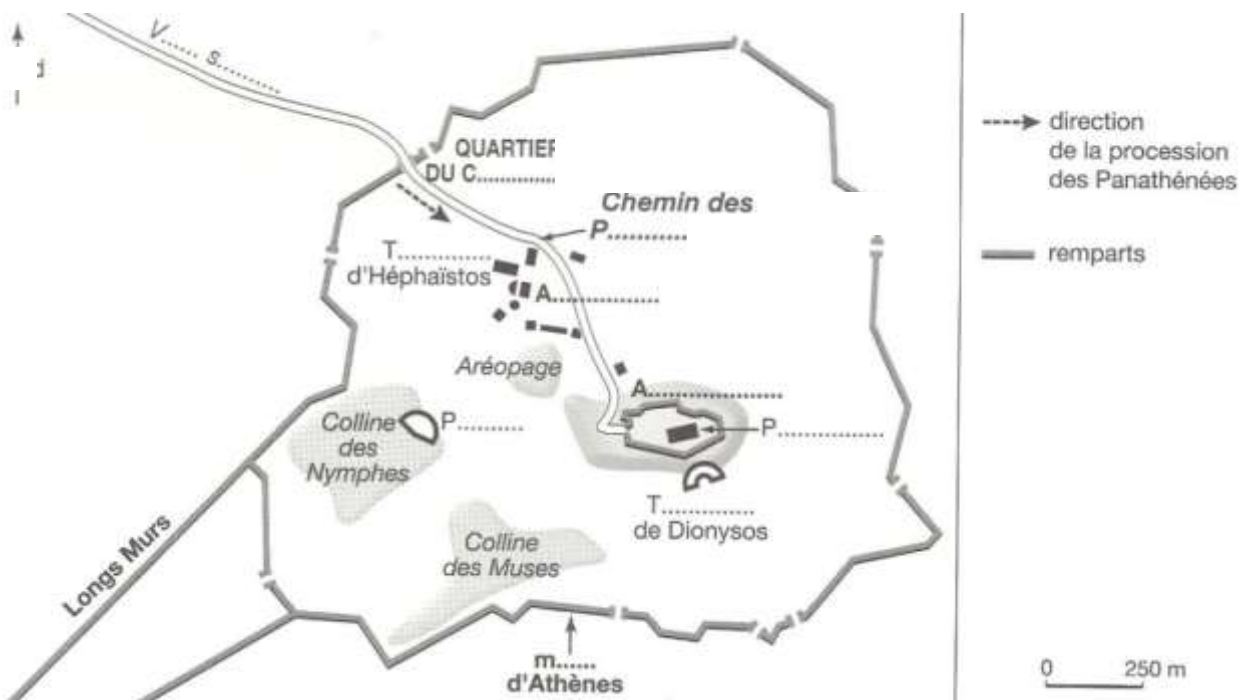 V..... s..........
d
QUARTIER
DU C.............
Chemin des
P.............
T...............
d'Héphaïstos
A....................
Aréopage
A........................
Colline
des
Nymphes
P.............
P.................
T...............
de Dionysos
Colline
des Muses
Longs Murs
m.......
d'Athènes
direction
de la procession
des Panathénées
remparts
0 250 m